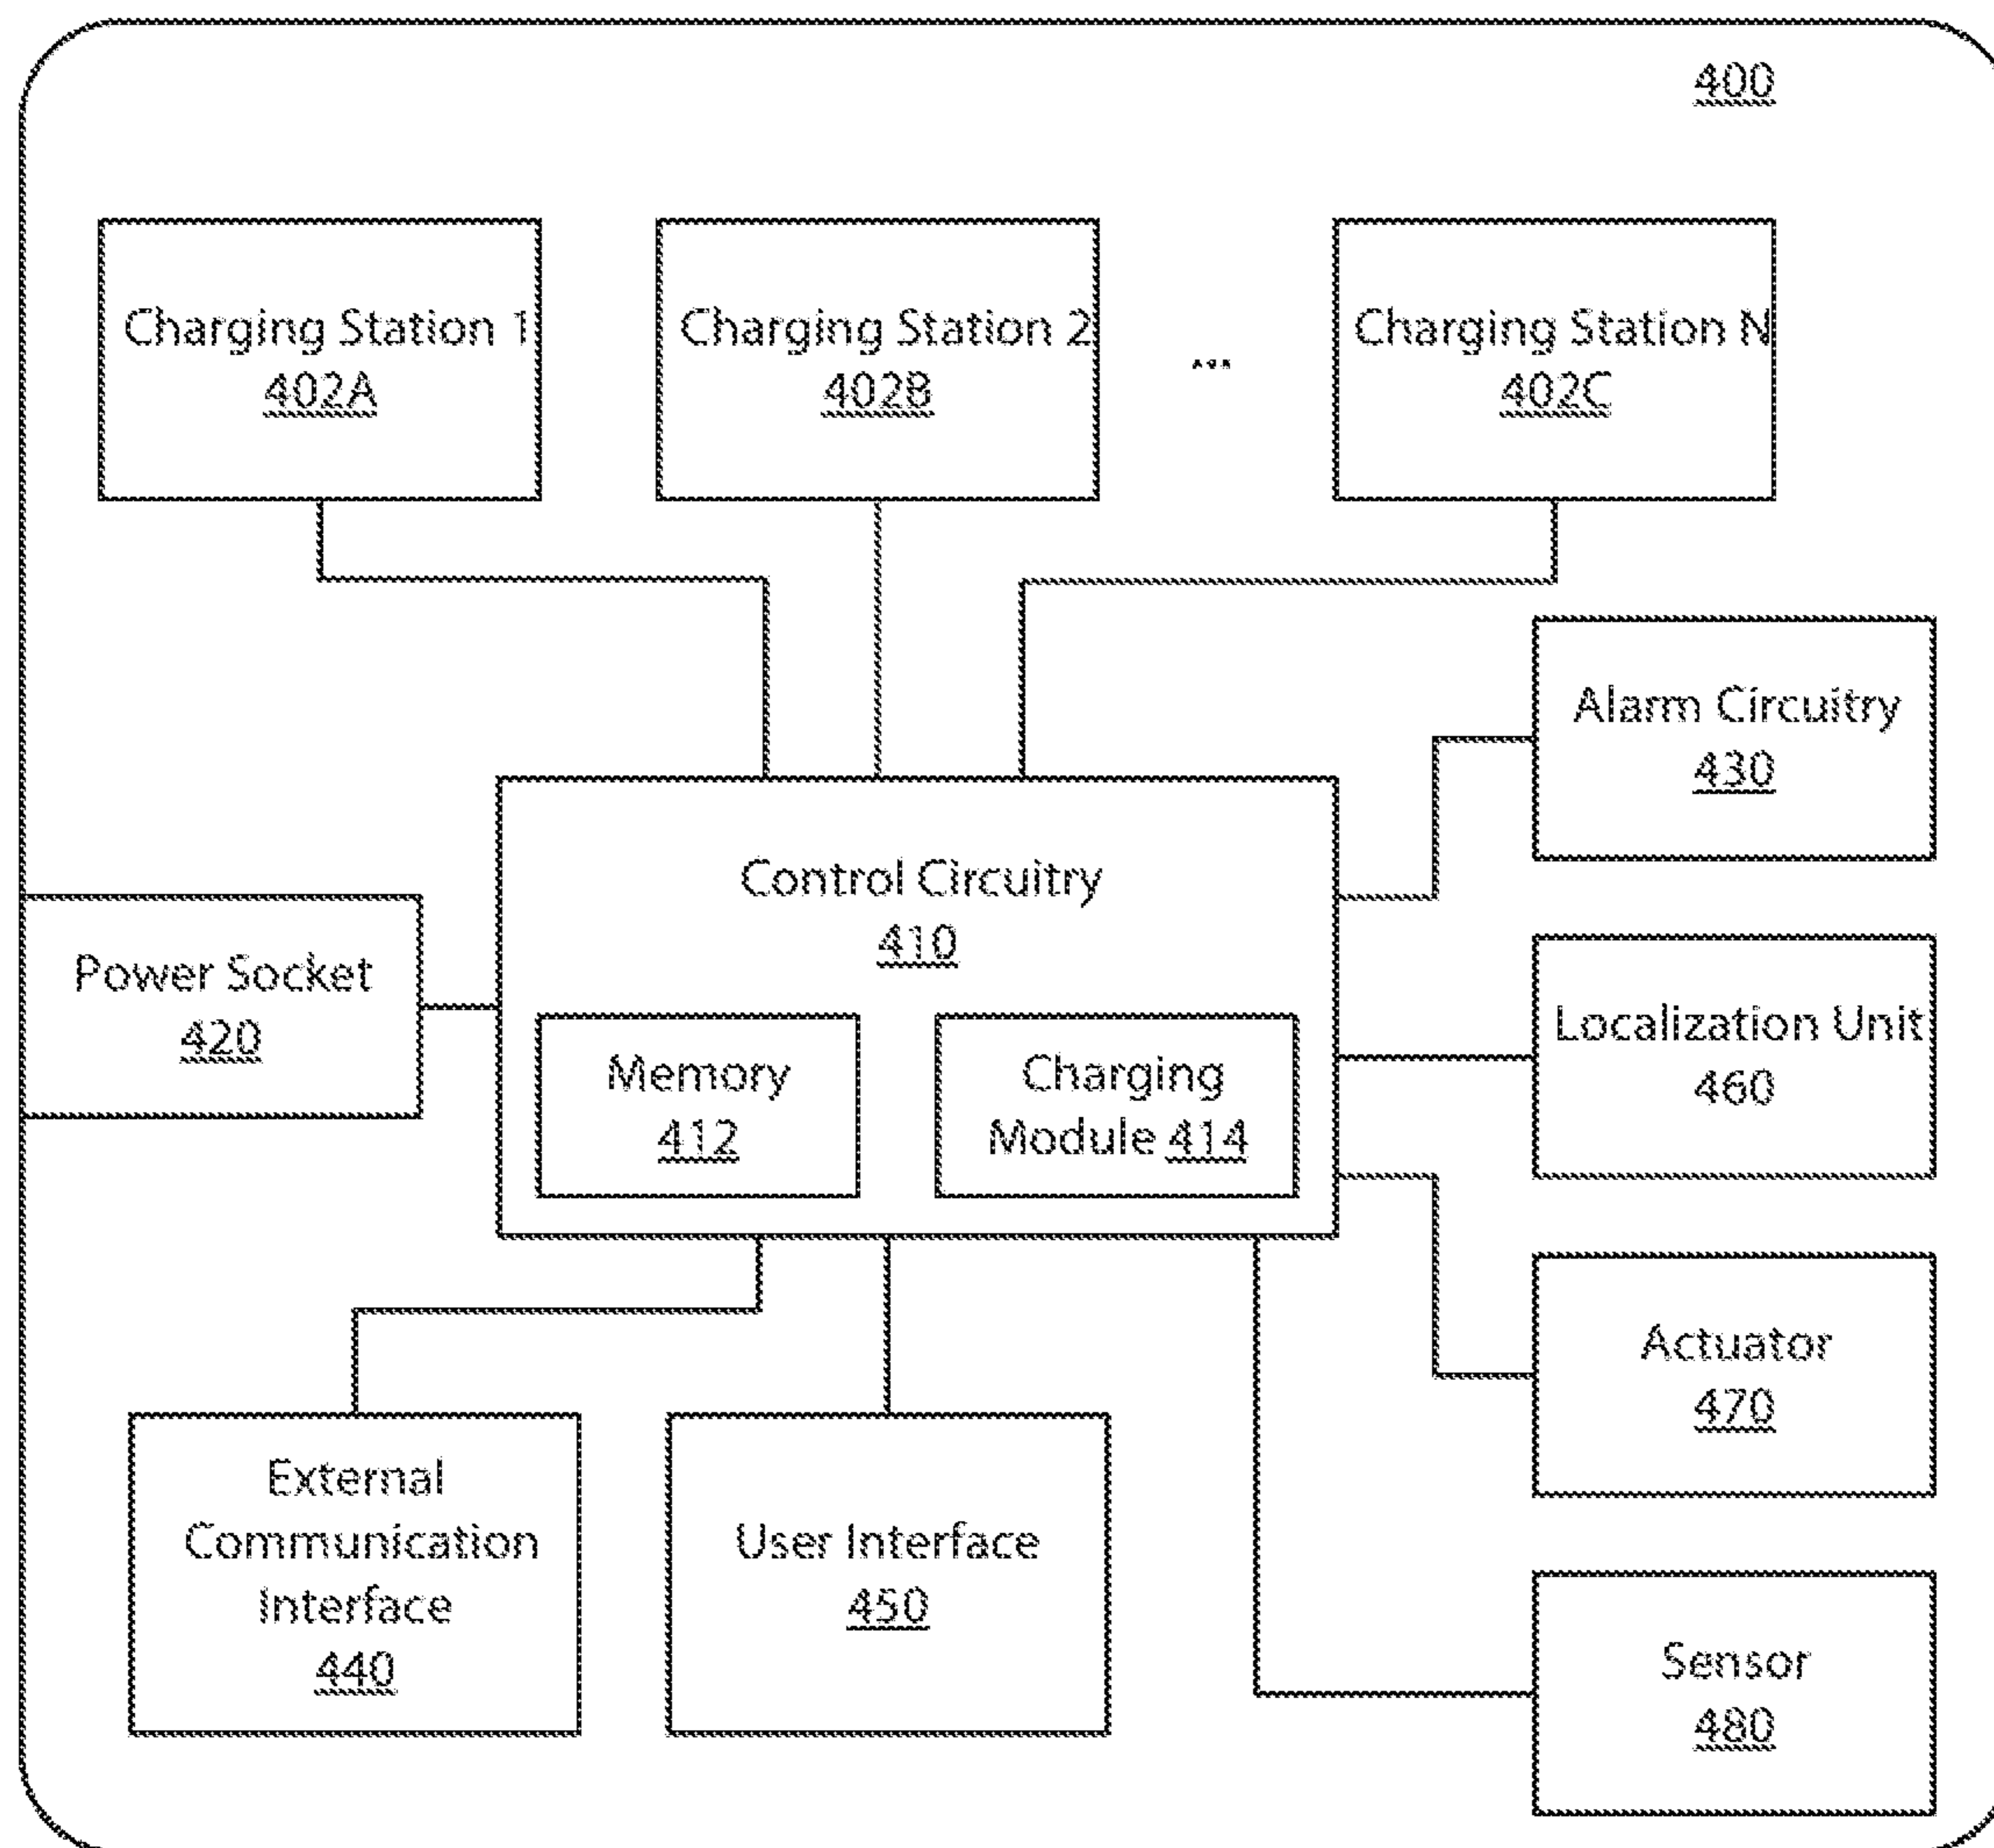 400
Charging Station 1
402A
Charging Station 2
402B
...
Charging Station N
402C
Alarm Circuitry
430
Control Circuitry
410
Power Socket
420
Memory
412
Charging
Module 414
Localization Unit
460
Actuator
470
External
Communication
Interface
440
User Interface
450
Sensor
480